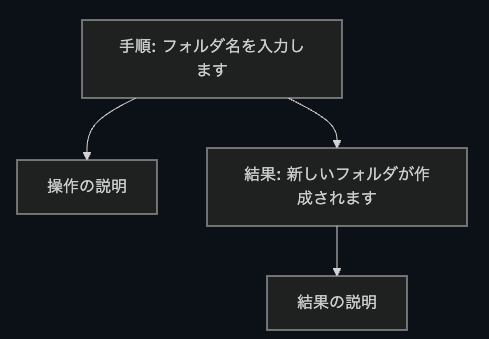 手順: フォルダ名を入力し
ます
操作の説明
結果: 新しいフォルダが作
成されます
結果の説明